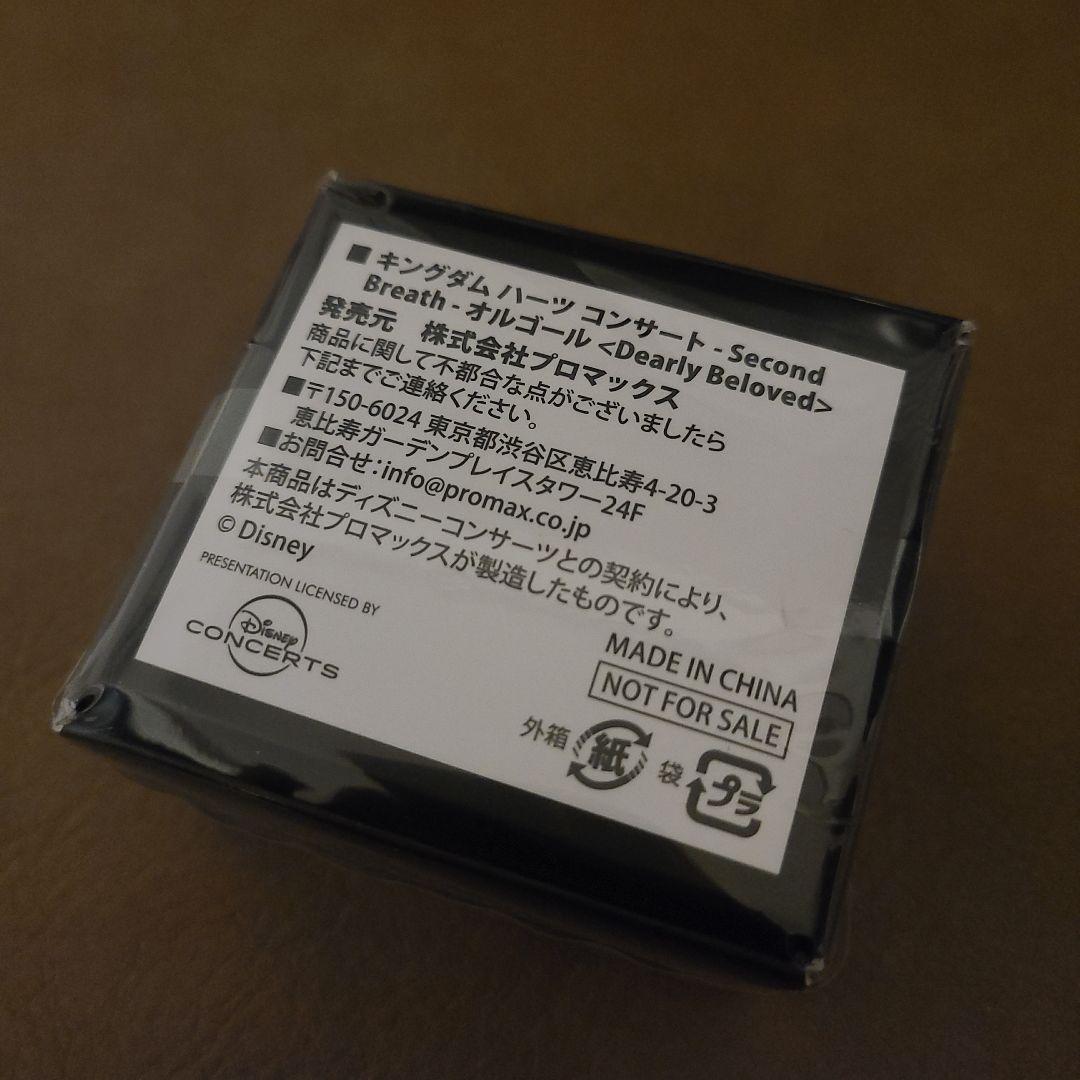 ■ キングダム ハーツ コンサート - Second
Breath - オルゴール <Dearly Beloved>
発売元　株式会社プロマックス
商品に関して不都合な点がございましたら
下記までご連絡ください。
■〒150-6024 東京都渋谷区恵比寿4-20-3
恵比寿ガーデンプレイスタワー24F
■お問合せ：info@promax.co.jp
本商品はディズニーコンサーツとの契約により、
株式会社プロマックスが製造したものです。
© Disney
PRESENTATION LICENSED BY
Disney
CONCERTS
MADE IN CHINA
NOT FOR SALE
外箱 紙 袋 プラ